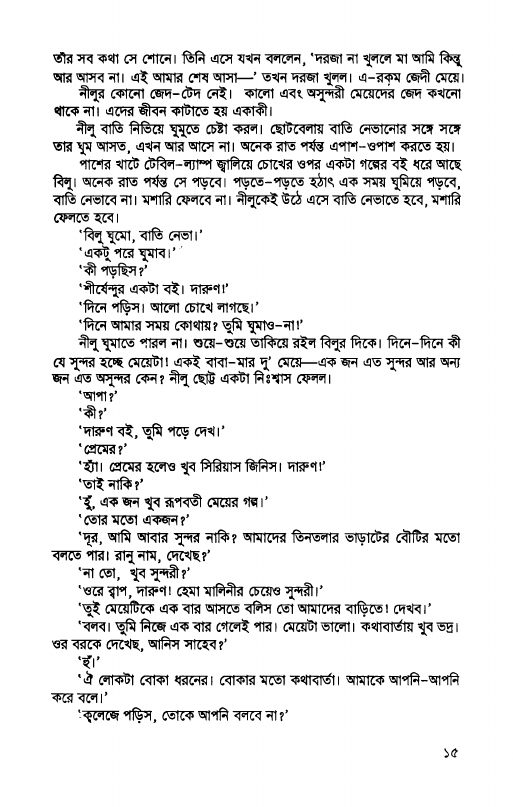 তাঁর সব কথা সে শোনে। তিনি এসে যখন বললেন, ‘দরজা না খুললে মা আমি কিন্তু
আর আসব না। এই আমার শেষ আসা—’ তখন দরজা খুলল। এ-রকম জেদী মেয়ে।
নীলুর কোনো জেদ-টেদ নেই। কালো এবং অসুন্দরী মেয়েদের জেদ কখনো
থাকে না। এদের জীবন কাটাতে হয় একাকী।
নীলু বাতি নিভিয়ে ঘুমুতে চেষ্টা করল। ছোটবেলায় বাতি নেভানোর সঙ্গে সঙ্গে
তার ঘুম আসত, এখন আর আসে না। অনেক রাত পর্যন্ত এপাশ-ওপাশ করতে হয়।
পাশের খাটে টেবিল-ল্যাম্প জ্বালিয়ে চোখের ওপর একটা গল্পের বই ধরে আছে
বিলু। অনেক রাত পর্যন্ত সে পড়বে। পড়তে-পড়তে হঠাৎ এক সময় ঘুমিয়ে পড়বে,
বাতি নেভাবে না। মশারি ফেলবে না। নীলুকেই উঠে এসে বাতি নেভাতে হবে, মশারি
ফেলতে হবে।
‘বিলু ঘুমো, বাতি নেভা।’
‘একটু পরে ঘুমাব।’
‘কী পড়ছিস?’
‘শীর্ষেন্দুর একটা বই। দারুণ!’
‘দিনে পড়িস। আলো চোখে লাগছে।’
‘দিনে আমার সময় কোথায়? তুমি ঘুমাও-না!’
নীলু ঘুমাতে পারল না। শুয়ে-শুয়ে তাকিয়ে রইল বিলুর দিকে। দিনে-দিনে কী
যে সুন্দর হচ্ছে মেয়েটা! একই বাবা-মার দু’ মেয়ে—এক জন এত সুন্দর আর অন্য
জন এত অসুন্দর কেন? নীলু ছোট্ট একটা নিঃশ্বাস ফেলল।
‘আপা?’
‘কী?’
‘দারুণ বই, তুমি পড়ে দেখ।’
‘প্রেমের?’
‘হ্যাঁ। প্রেমের হলেও খুব সিরিয়াস জিনিস। দারুণ!’
‘তাই নাকি?’
‘হুঁ, এক জন খুব রূপবতী মেয়ের গল্প।’
‘তোর মতো একজন?’
‘দূর, আমি আবার সুন্দর নাকি? আমাদের তিনতলার ভাড়াটের বৌটির মতো
বলতে পার। রানু নাম, দেখেছ?’
‘না তো, খুব সুন্দরী?’
‘ওরে ব্বাপ, দারুণ! হেমা মালিনীর চেয়েও সুন্দরী।’
‘তুই মেয়েটিকে এক বার আসতে বলিস তো আমাদের বাড়িতে! দেখব।’
‘বলব। তুমি নিজে এক বার গেলেই পার। মেয়েটা ভালো। কথাবার্তায় খুব ভদ্র।
ওর বরকে দেখেছ, আনিস সাহেব?’
‘হুঁ।’
‘ঐ লোকটা বোকা ধরনের। বোকার মতো কথাবার্তা। আমাকে আপনি-আপনি
করে বলে।’
‘কলেজে পড়িস, তোকে আপনি বলবে না?’
১৫